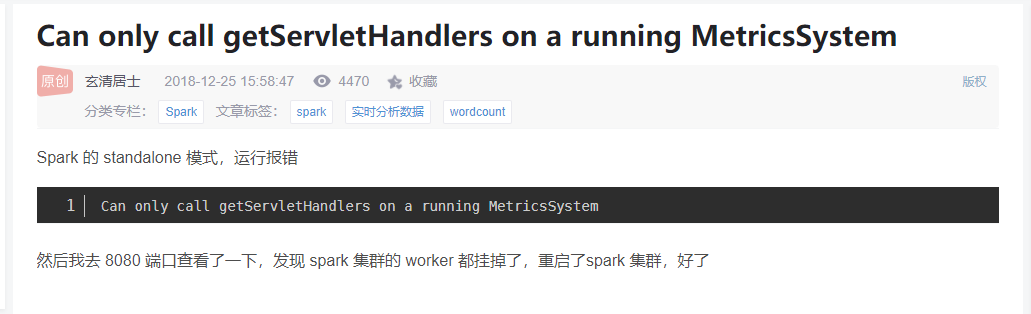 Can only call getServletHandlers on a running MetricsSystem
原创 玄清居士 2018-12-25 15:58:47 4470 收藏 版权
分类专栏： Spark 文章标签： spark 实时分析数据 wordcount
Spark 的 standalone 模式，运行报错
1 Can only call getServletHandlers on a running MetricsSystem
然后我去 8080 端口查看了一下，发现 spark 集群的 worker 都挂掉了，重启了spark 集群，好了